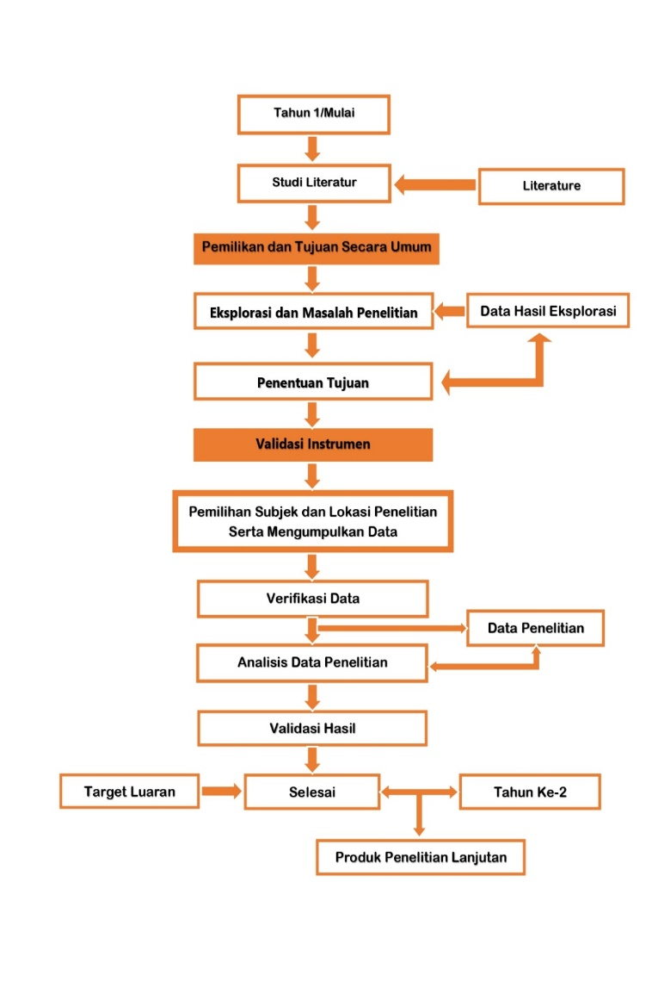 Tahun 1/Mulai
Studi Literatur
Literature
Pemilikan dan Tujuan Secara Umum
Eksplorasi dan Masalah Penelitian
Data Hasil Eksplorasi
Penentuan Tujuan
Validasi Instrumen
Pemilihan Subjek dan Lokasi Penelitian
Serta Mengumpulkan Data
Verifikasi Data
Data Penelitian
Analisis Data Penelitian
Validasi Hasil
Target Luaran
Selesai
Tahun Ke-2
Produk Penelitian Lanjutan